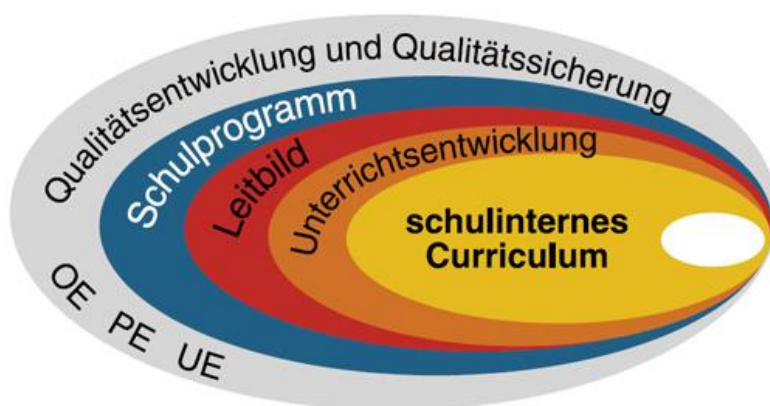 Qualitätsentwicklung und Qualitätssicherung
Schulprogramm
Leitbild
Unterrichtsentwicklung
schulinternes
Curriculum
OE PE UE